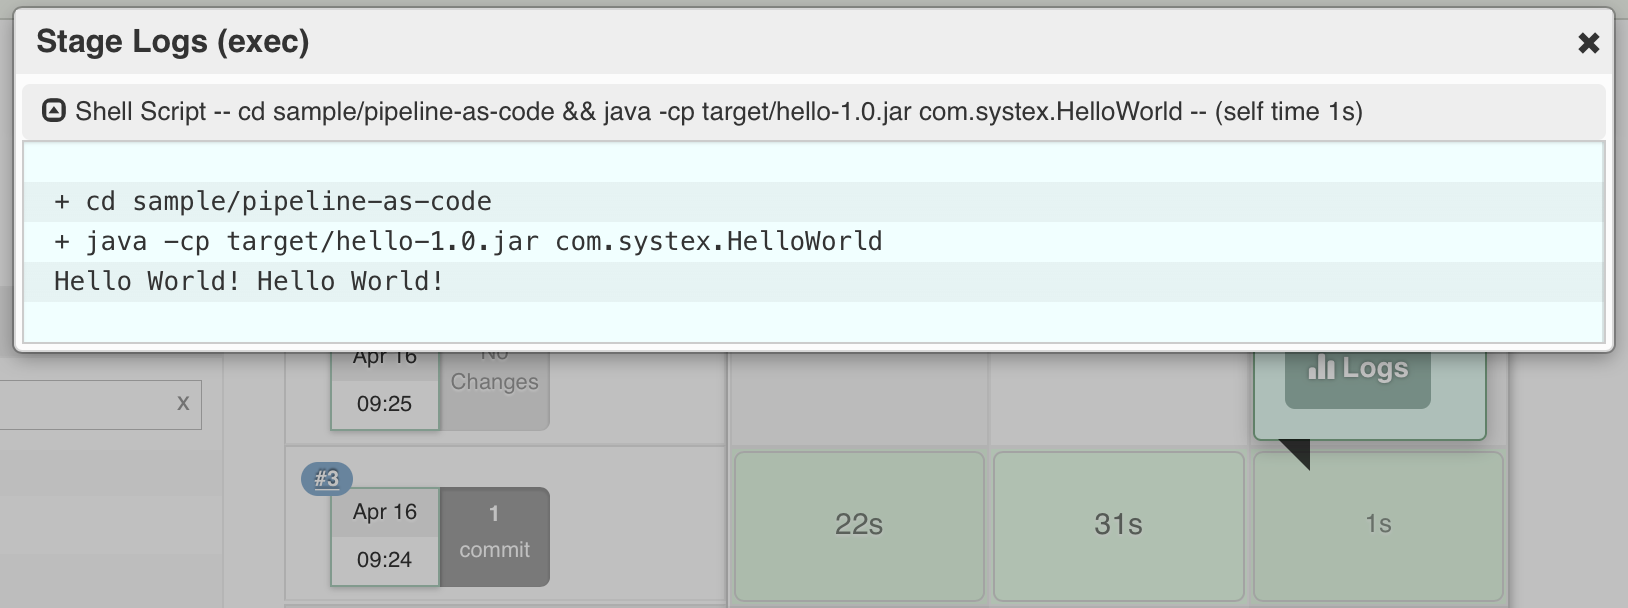 Stage Logs (exec)
Shell Script -- cd sample/pipeline-as-code && java -cp target/hello-1.0.jar com.systex.HelloWorld -- (self time 1s)
+ cd sample/pipeline-as-code
+ java -cp target/hello-1.0.jar com.systex.HelloWorld
Hello World! Hello World!
Apr 16
No
Changes
09:25
x
Logs
#3
Apr 16
09:24
1
commit
22s
31s
1s